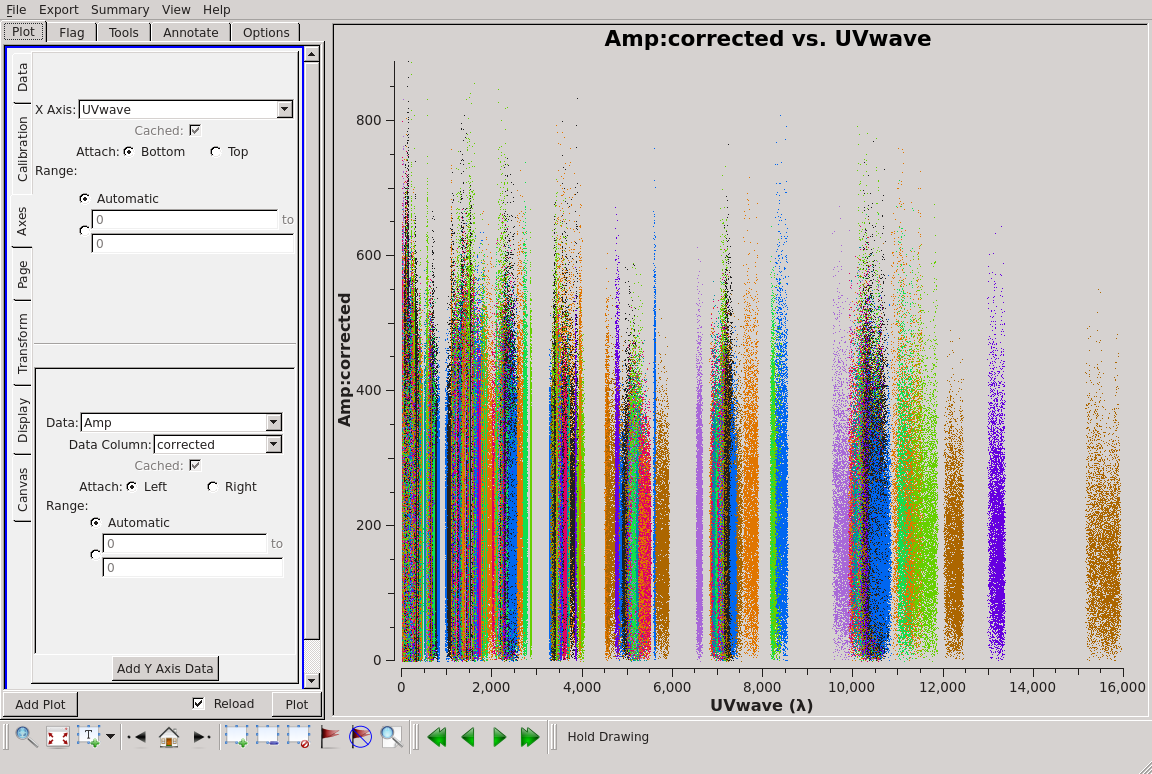 File Export Summary View Help
Plot Flag Tools Annotate Options
Data
Calibration
Axes
Page
Transform
Display
Canvas
X Axis: UVwave
Cached:
Attach: Bottom Top
Range:
Automatic
0 to
0
Data: Amp
Data Column: corrected
Cached:
Attach: Left Right
Range:
Automatic
0 to
0
Add Y Axis Data
Add Plot Reload Plot
Amp:corrected vs. UVwave
Amp:corrected
800
600
400
200
0
0 2,000 4,000 6,000 8,000 10,000 12,000 14,000 16,000
UVwave (λ)
T
Hold Drawing